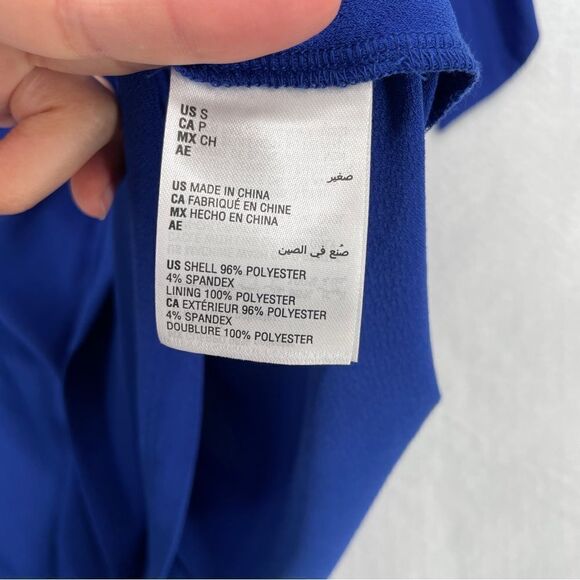 US S
CA P
MX CH
AE
صغير
US MADE IN CHINA
CA FABRIQUÉ EN CHINE
MX HECHO EN CHINA
AE
صُنع في الصين
US SHELL 96% POLYESTER
4% SPANDEX
LINING 100% POLYESTER
CA EXTÉRIEUR 96% POLYESTER
4% SPANDEX
DOUBLURE 100% POLYESTER